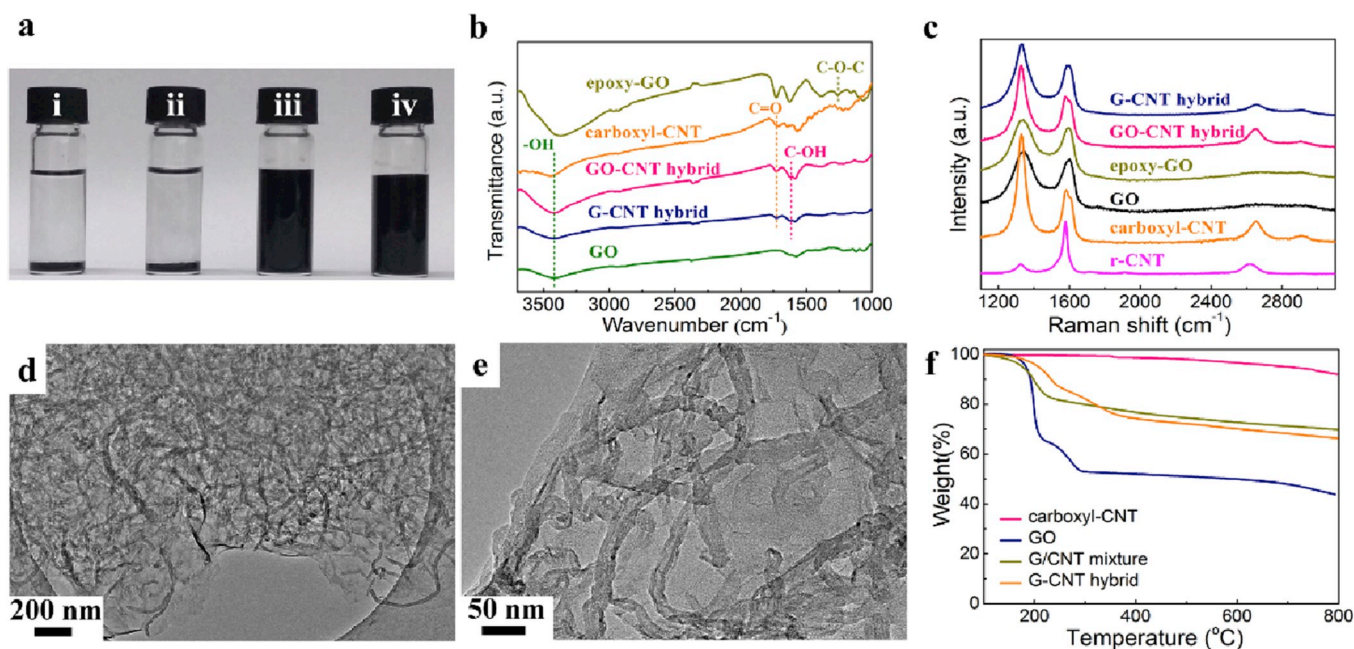 a
i ii iii iv
b
Transmittance (a.u.)
epoxy-GO
C-O-C
C=O
carboxyl-CNT
-OH
GO-CNT hybrid
C-OH
G-CNT hybrid
GO
3500 3000 2500 2000 1500 1000
Wavenumber (cm⁻¹)
c
Intensity (a.u.)
G-CNT hybrid
GO-CNT hybrid
epoxy-GO
GO
carboxyl-CNT
r-CNT
1200 1600 2000 2400 2800
Raman shift (cm⁻¹)
d
200 nm
e
50 nm
f
Weight(%)
100
80
60
40
20
0
carboxyl-CNT
GO
G/CNT mixture
G-CNT hybrid
200 400 600 800
Temperature (°C)